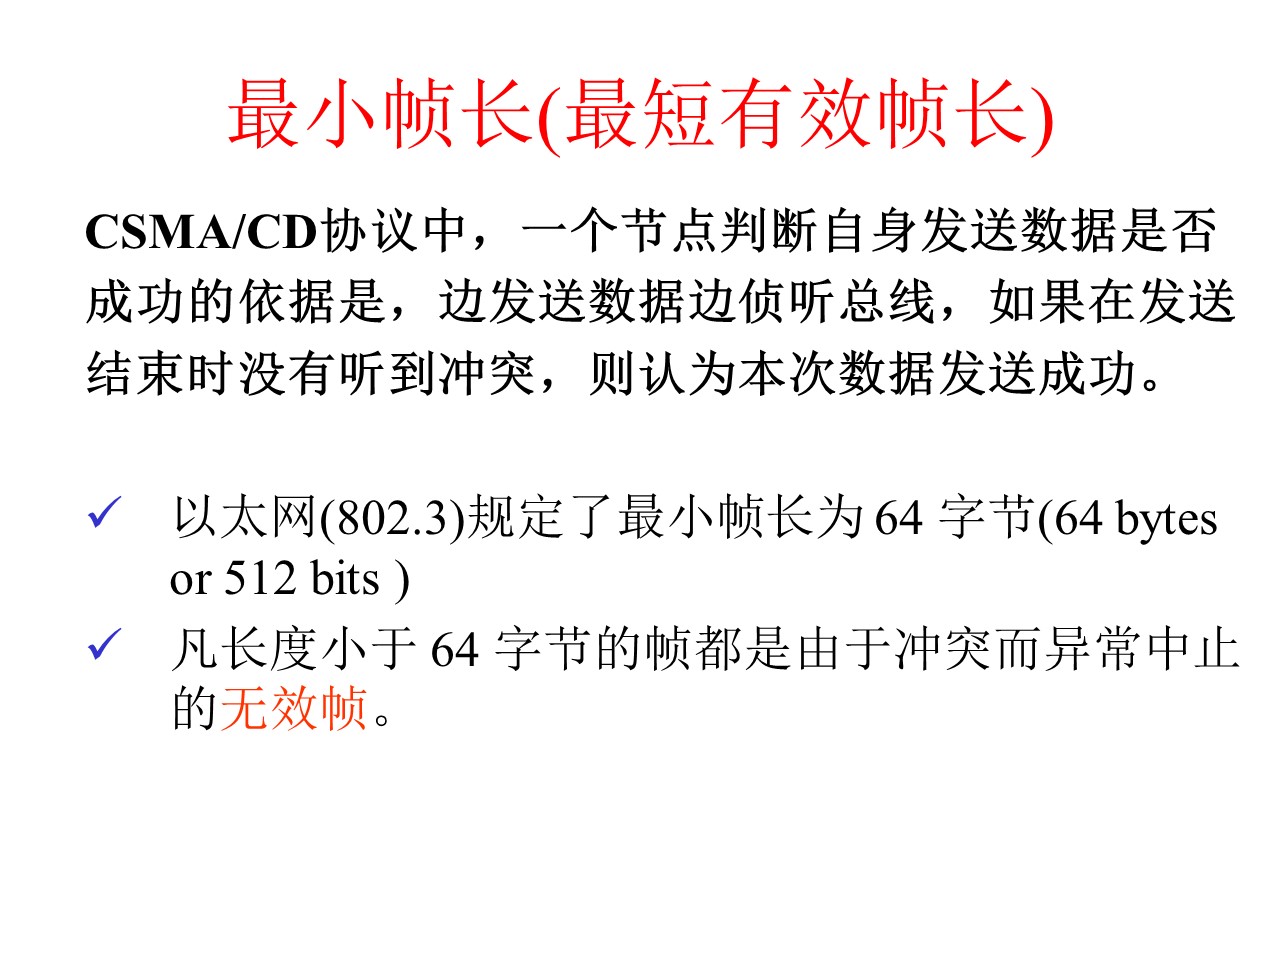 最小帧长(最短有效帧长)
CSMA/CD协议中，一个节点判断自身发送数据是否
成功的依据是，边发送数据边侦听总线，如果在发送
结束时没有听到冲突，则认为本次数据发送成功。
✓ 以太网(802.3)规定了最小帧长为 64 字节(64 bytes
or 512 bits )
✓ 凡长度小于 64 字节的帧都是由于冲突而异常中止
的无效帧。